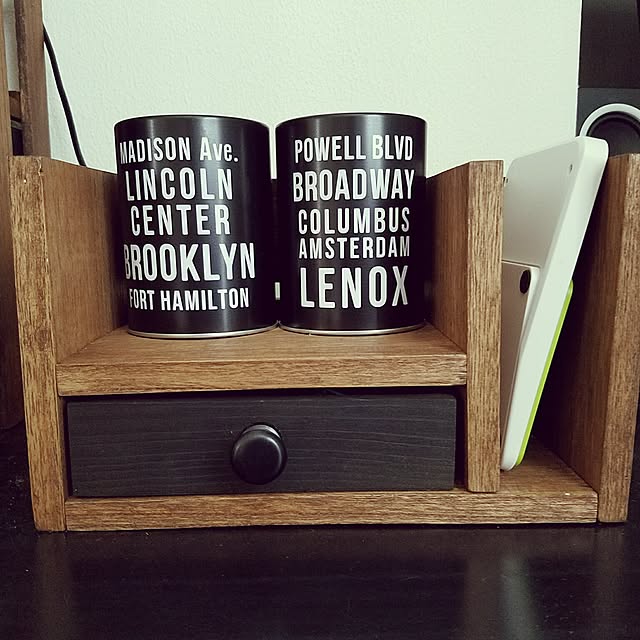 MADISON Ave.
LINCOLN
CENTER
BROOKLYN
FORT HAMILTON
POWELL BLVD
BROADWAY
COLUMBUS
AMSTERDAM
LENOX